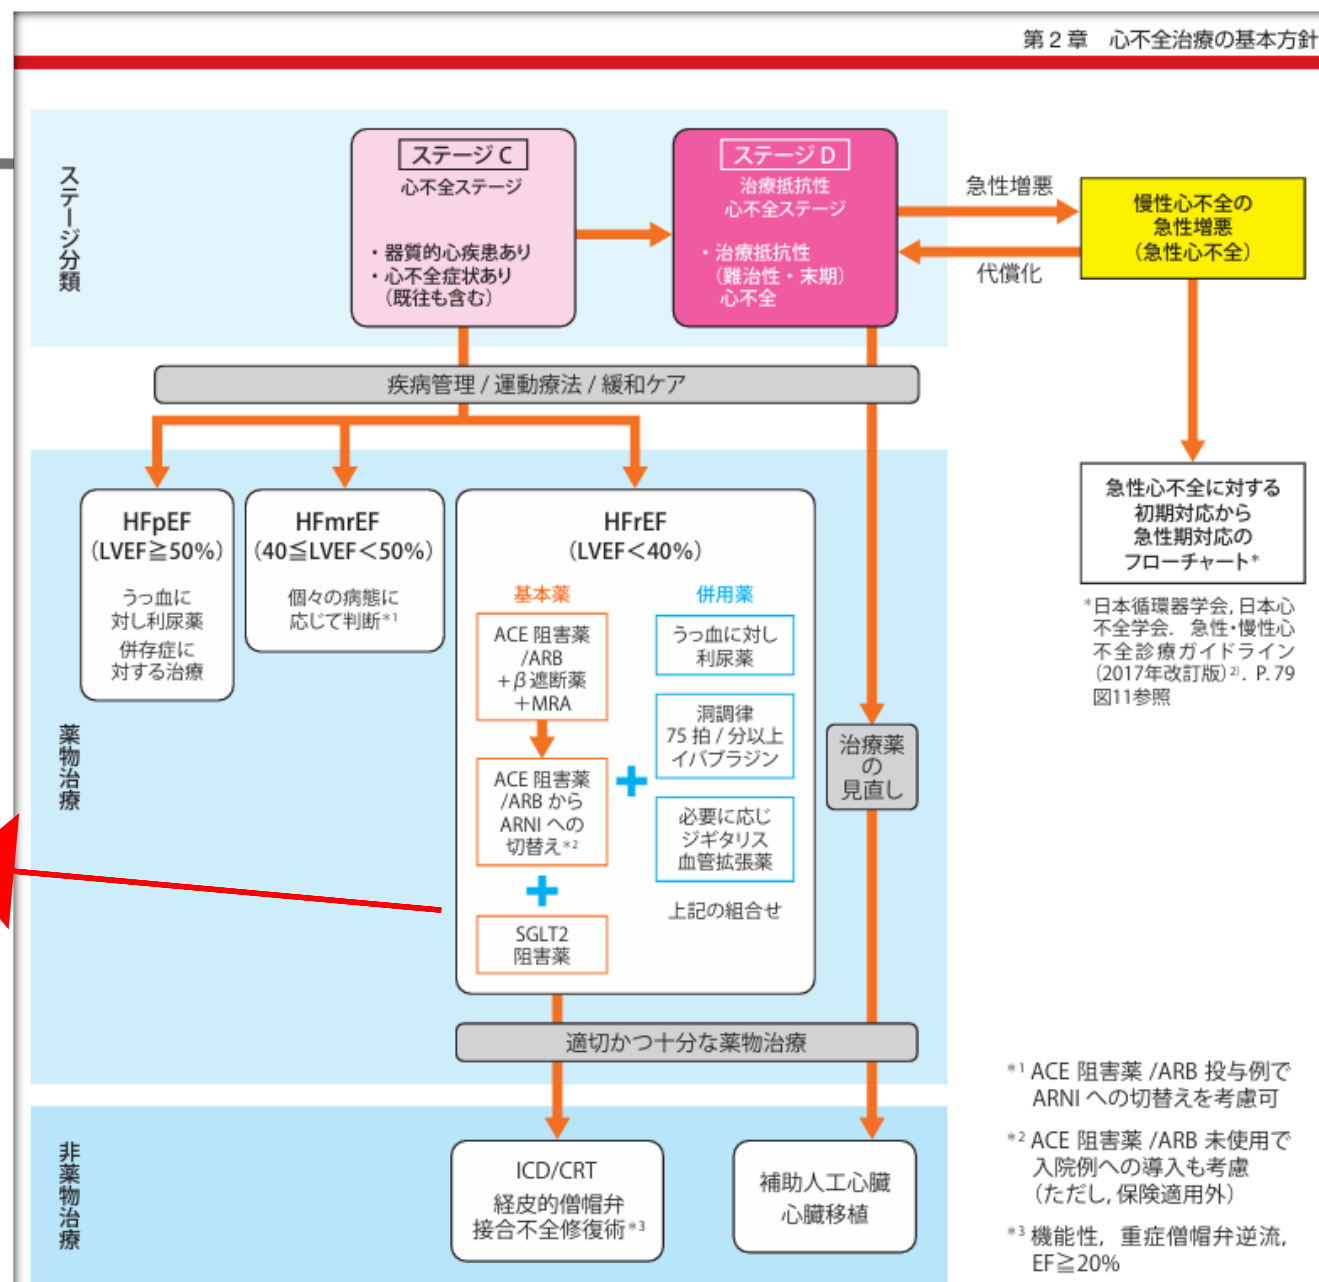 第2章　心不全治療の基本方針
ステージ分類
ステージ C
心不全ステージ
・器質的心疾患あり
・心不全症状あり
（既往も含む）
ステージ D
治療抵抗性
心不全ステージ
・治療抵抗性
（難治性・末期）
心不全
急性増悪
代償化
慢性心不全の
急性増悪
（急性心不全）
疾病管理 / 運動療法 / 緩和ケア
薬物治療
HFpEF
（LVEF≧50%）
うっ血に
対し利尿薬
併存症に
対する治療
HFmrEF
（40≦LVEF＜50%）
個々の病態に
応じて判断*1
HFrEF
（LVEF＜40%）
基本薬
ACE 阻害薬
/ARB
+β遮断薬
+MRA
ACE 阻害薬
/ARB から
ARNI への
切替え*2
+
SGLT2
阻害薬
+
併用薬
うっ血に対し
利尿薬
洞調律
75 拍 / 分以上
イバブラジン
必要に応じ
ジギタリス
血管拡張薬
上記の組合せ
治療薬
の
見直し
急性心不全に対する
初期対応から
急性期対応の
フローチャート*
*日本循環器学会, 日本心
不全学会.　急性・慢性心
不全診療ガイドライン
（2017年改訂版）2）. P. 79
図11参照
適切かつ十分な薬物治療
非薬物治療
ICD/CRT
経皮的僧帽弁
接合不全修復術*3
補助人工心臓
心臓移植
*1 ACE 阻害薬 /ARB 投与例で
ARNI への切替えを考慮可
*2 ACE 阻害薬 /ARB 未使用で
入院例への導入も考慮
（ただし, 保険適用外）
*3 機能性，重症僧帽弁逆流，
EF≧20%